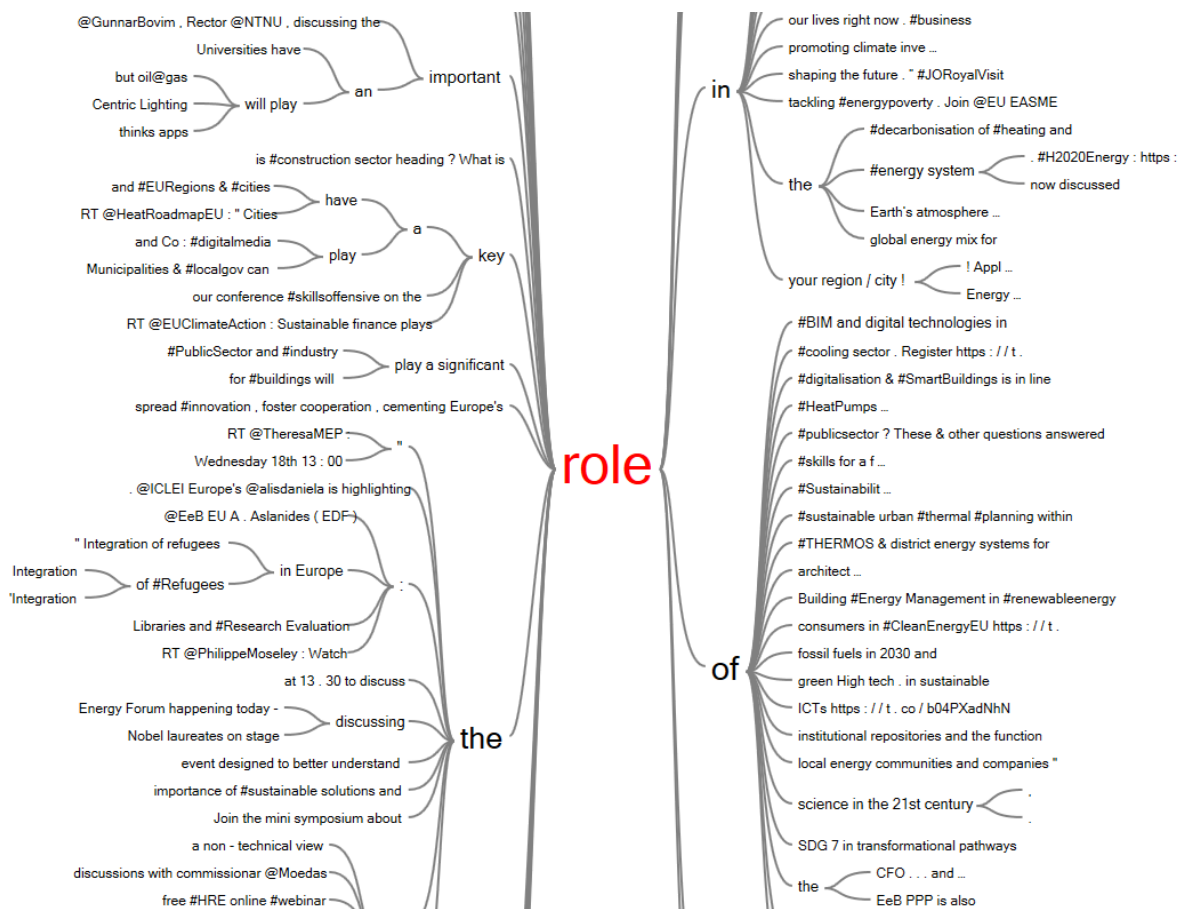 @GunnarBovim , Rector @NTNU , discussing the
Universities have
but oil@gas
Centric Lighting
thinks apps
will play
an
important
is #construction sector heading ? What is
and #EURegions & #cities
RT @HeatRoadmapEU : " Cities
have
and Co : #digitalmedia
Municipalities & #localgov can
play
a
our conference #skillsoffensive on the
RT @EUClimateAction : Sustainable finance plays
key
#PublicSector and #industry
for #buildings will
play a significant
spread #innovation , foster cooperation , cementing Europe's
RT @TheresaMEP :
Wednesday 18th 13 : 00
"
. @ICLEI Europe's @alisdaniela is highlighting
@EeB EU A . Aslanides ( EDF )
" Integration of refugees
Integration
'Integration
of #Refugees
in Europe
Libraries and #Research Evaluation
RT @PhilippeMoseley : Watch
:
at 13 . 30 to discuss
Energy Forum happening today -
Nobel laureates on stage
discussing
event designed to better understand
importance of #sustainable solutions and
Join the mini symposium about
the
a non - technical view
discussions with commissionar @Moedas
free #HRE online #webinar
role
in
our lives right now . #business
promoting climate inve ...
shaping the future . " #JORoyalVisit
tackling #energypoverty . Join @EU EASME
the
#decarbonisation of #heating and
#energy system
. #H2020Energy : https :
now discussed
Earth's atmosphere ...
global energy mix for
your region / city !
! Appl ...
Energy ...
of
#BIM and digital technologies in
#cooling sector . Register https : / / t .
#digitalisation & #SmartBuildings is in line
#HeatPumps ...
#publicsector ? These & other questions answered
#skills for a f ...
#Sustainabilit ...
#sustainable urban #thermal #planning within
#THERMOS & district energy systems for
architect ...
Building #Energy Management in #renewableenergy
consumers in #CleanEnergyEU https : / / t .
fossil fuels in 2030 and
green High tech . in sustainable
ICTs https : / / t . co / b04PXadNhN
institutional repositories and the function
local energy communities and companies "
science in the 21st century
.
.
SDG 7 in transformational pathways
the
CFO . . . and ...
EeB PPP is also